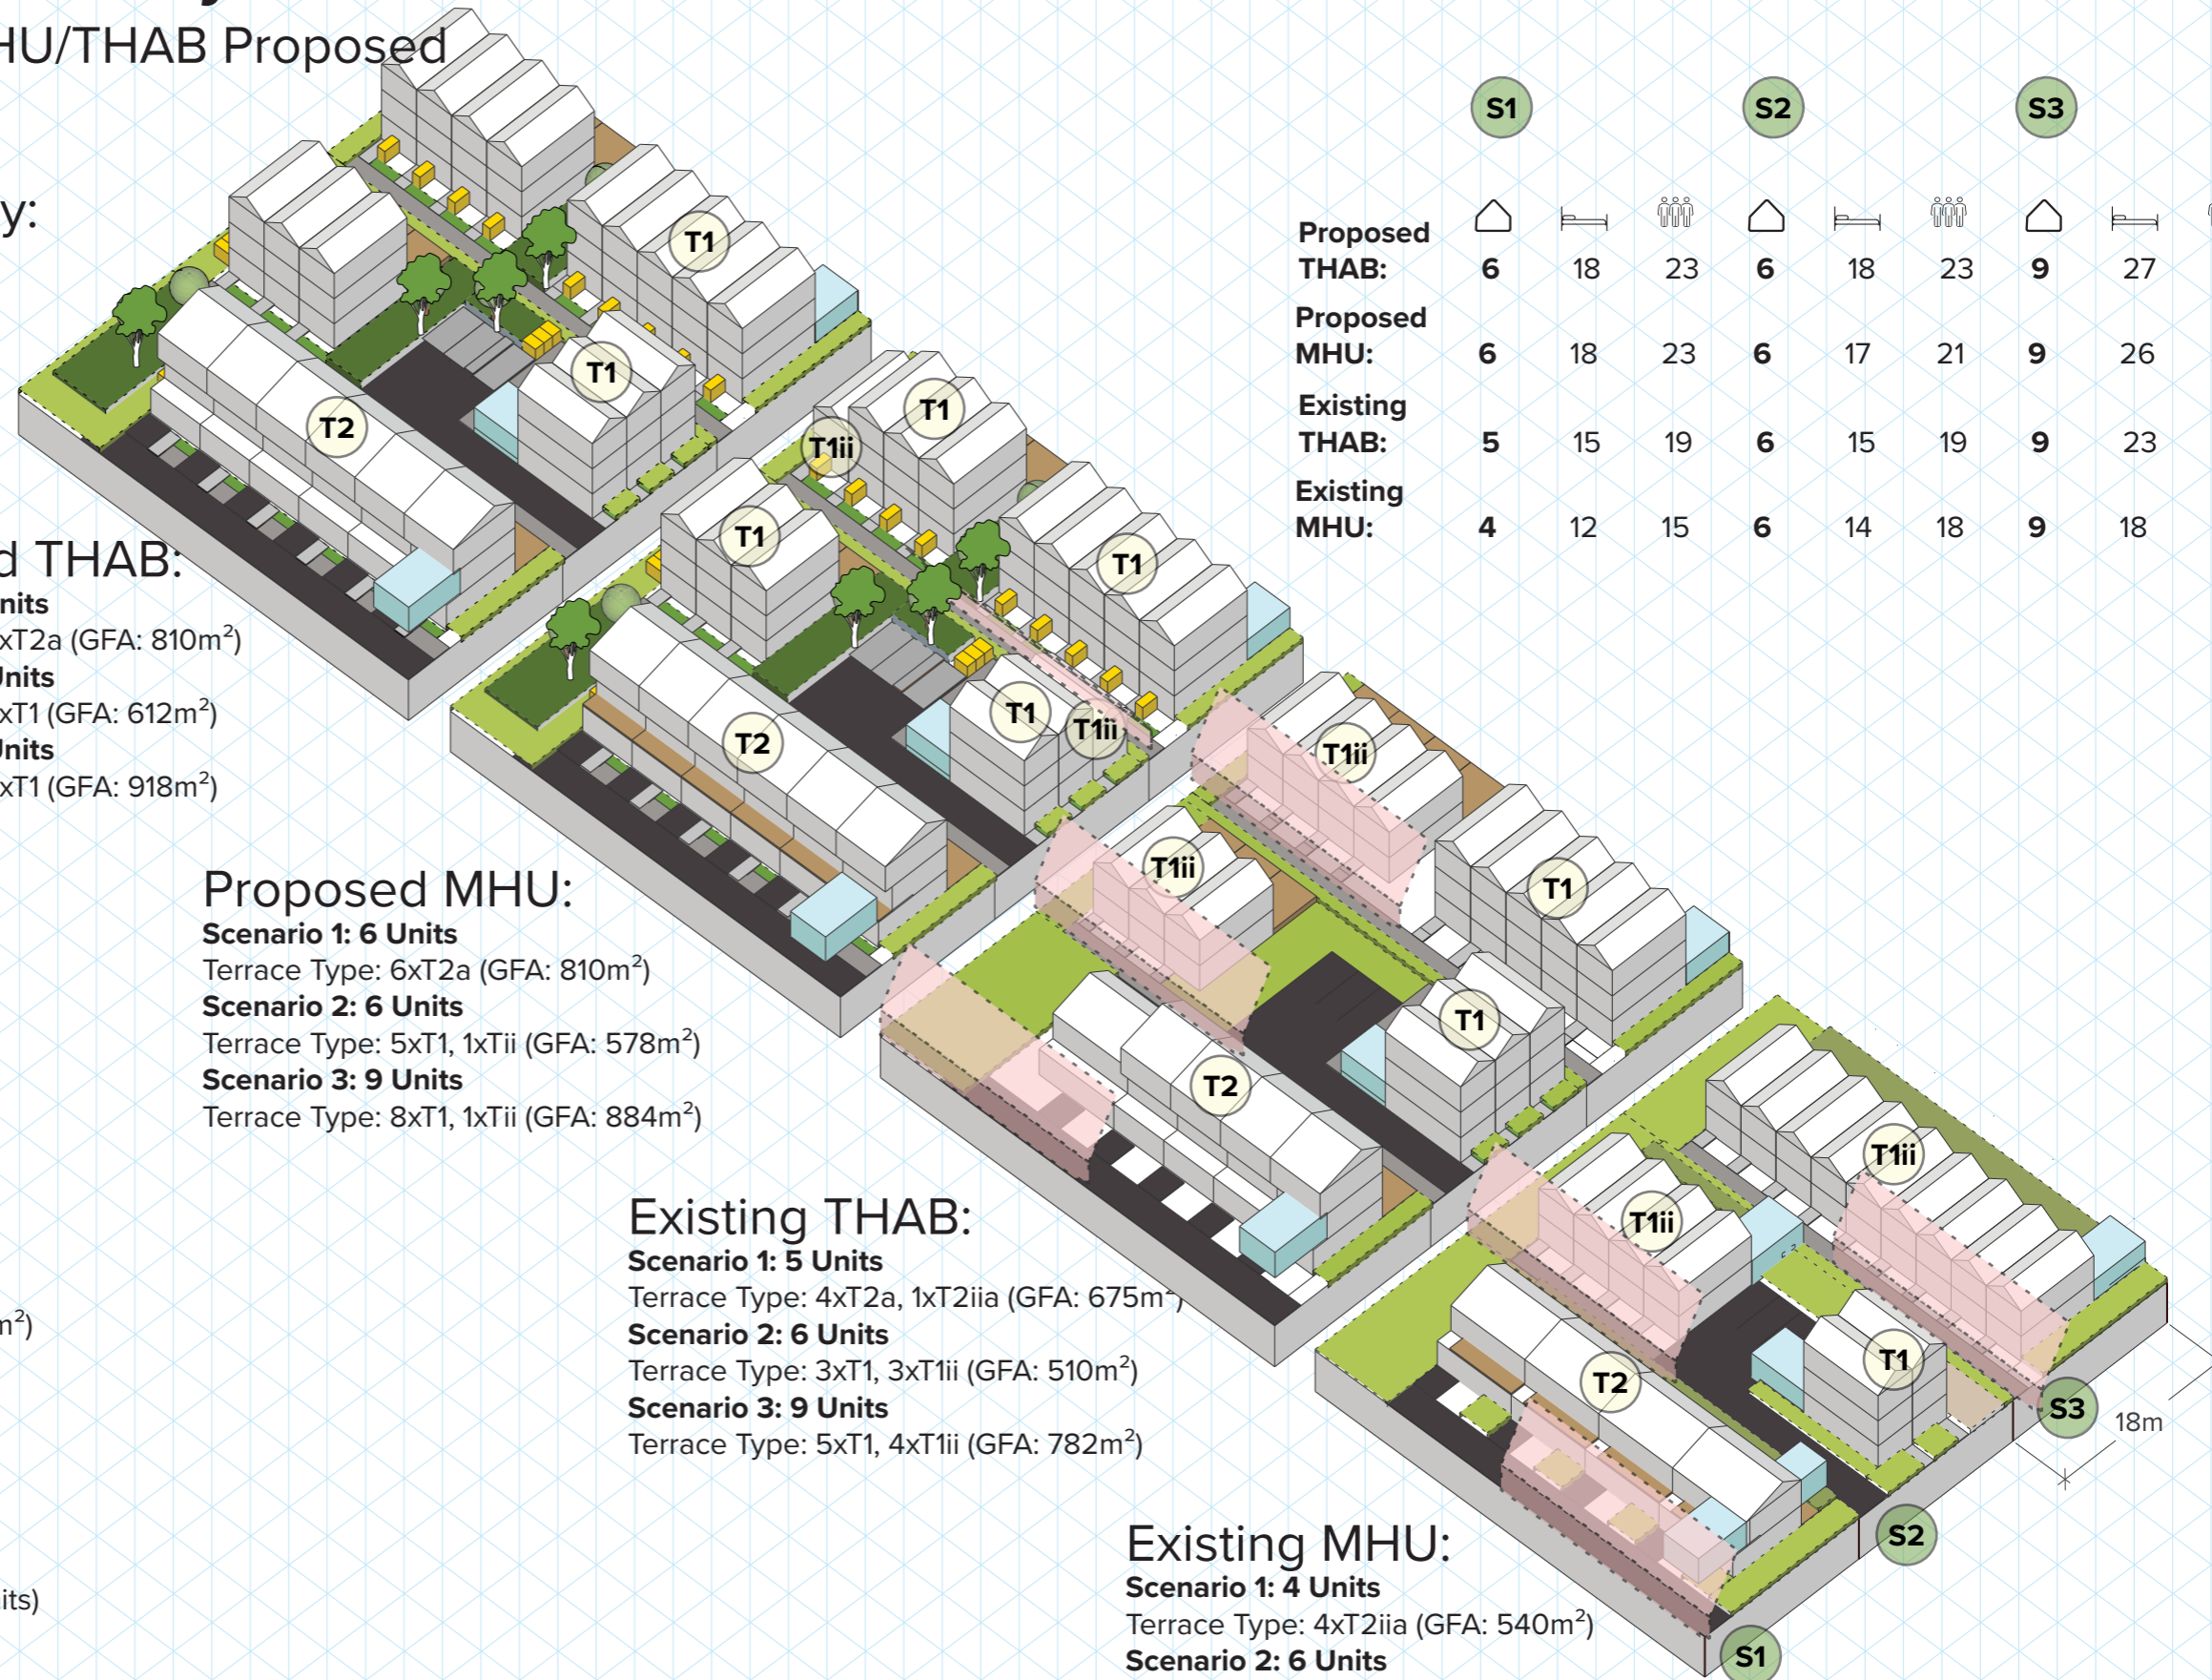 HU/THAB Proposed
y:
d THAB:
nits
xT2a (GFA: 810m²)
Units
xT1 (GFA: 612m²)
Units
xT1 (GFA: 918m²)
Proposed MHU:
Scenario 1: 6 Units
Terrace Type: 6xT2a (GFA: 810m²)
Scenario 2: 6 Units
Terrace Type: 5xT1, 1xTii (GFA: 578m²)
Scenario 3: 9 Units
Terrace Type: 8xT1, 1xTii (GFA: 884m²)
Existing THAB:
Scenario 1: 5 Units
Terrace Type: 4xT2a, 1xT2iia (GFA: 675m²)
Scenario 2: 6 Units
Terrace Type: 3xT1, 3xT1ii (GFA: 510m²)
Scenario 3: 9 Units
Terrace Type: 5xT1, 4xT1ii (GFA: 782m²)
Existing MHU:
Scenario 1: 4 Units
Terrace Type: 4xT2iia (GFA: 540m²)
Scenario 2: 6 Units
m²)
its)
S1 S2 S3
Proposed
THAB: 6 18 23 6 18 23 9 27
Proposed
MHU: 6 18 23 6 17 21 9 26
Existing
THAB: 5 15 19 6 15 19 9 23
Existing
MHU: 4 12 15 6 14 18 9 18
T1
T1
T2
T1
T1ii
T1
T1
T1
T1ii
T2
T1ii
T1ii
T1
T1
T2
T1ii
T1ii
T1
T2
S3
18m
S2
S1